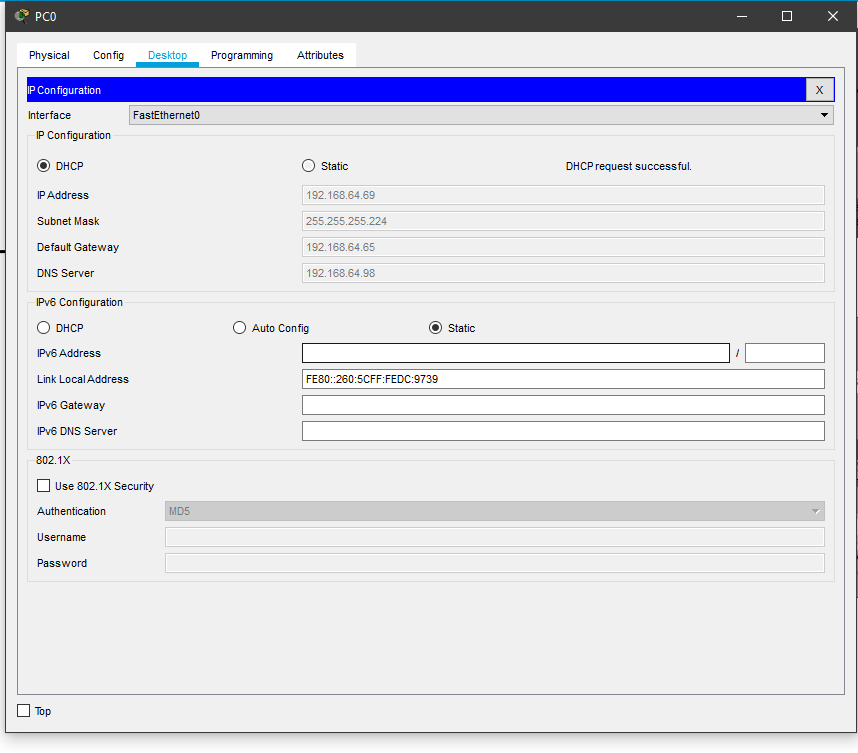 PC0
Physical Config Desktop Programming Attributes
IP Configuration X
Interface FastEthernet0
IP Configuration
DHCP Static DHCP request successful.
IP Address 192.168.64.69
Subnet Mask 255.255.255.224
Default Gateway 192.168.64.65
DNS Server 192.168.64.98
IPv6 Configuration
DHCP Auto Config Static
IPv6 Address /
Link Local Address FE80::260:5CFF:FEDC:9739
IPv6 Gateway
IPv6 DNS Server
802.1X
Use 802.1X Security
Authentication MD5
Username
Password
Top